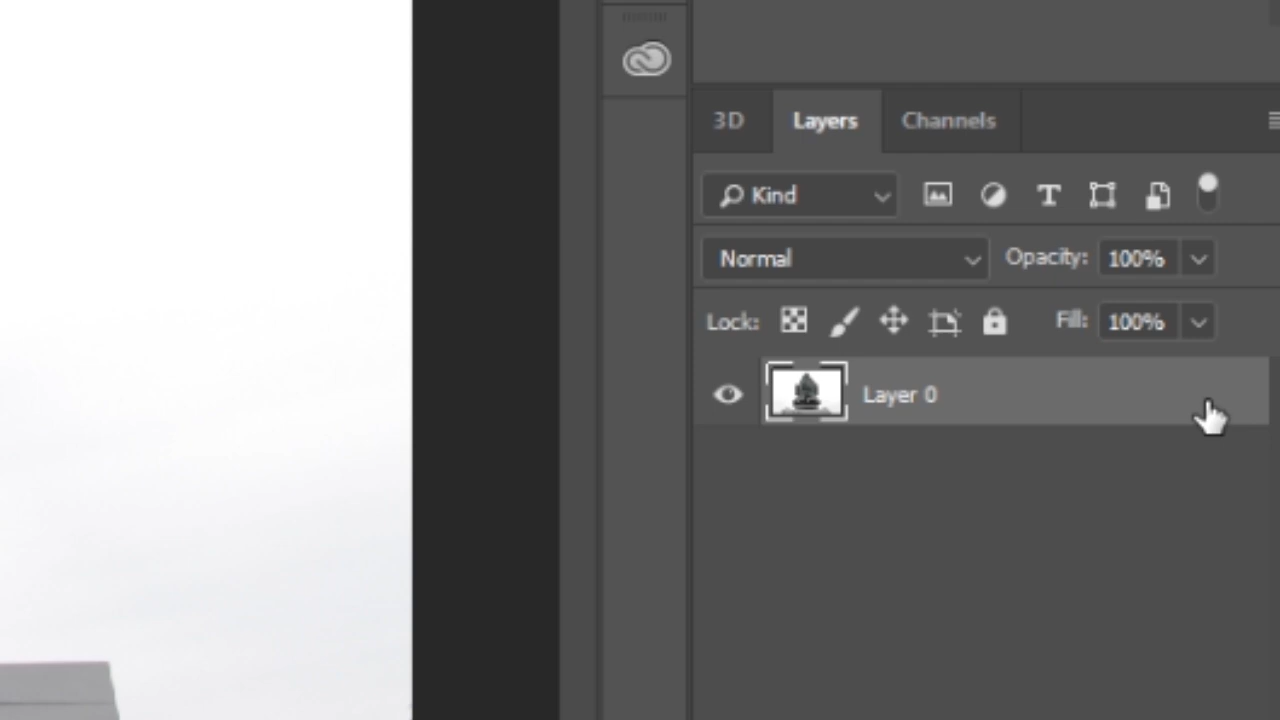 3D Layers Channels
Kind
Normal Opacity: 100%
Lock: Fill: 100%
Layer 0